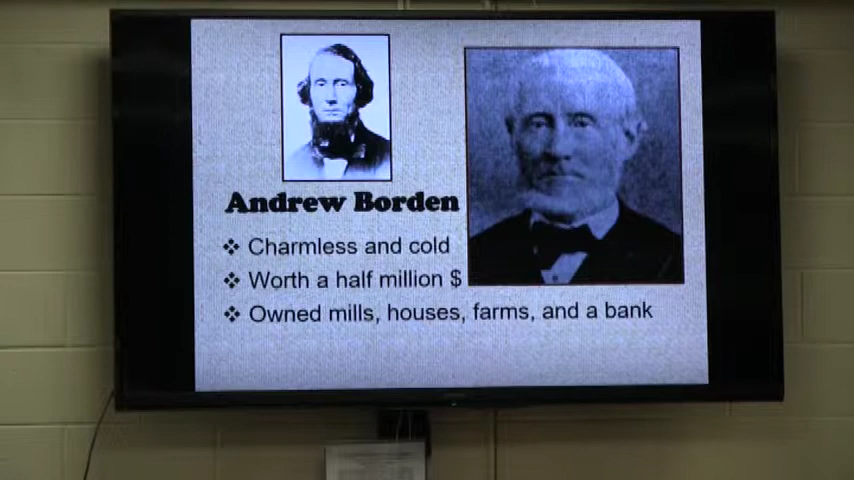 Andrew Borden
❖ Charmless and cold
❖ Worth a half million $
❖ Owned mills, houses, farms, and a bank